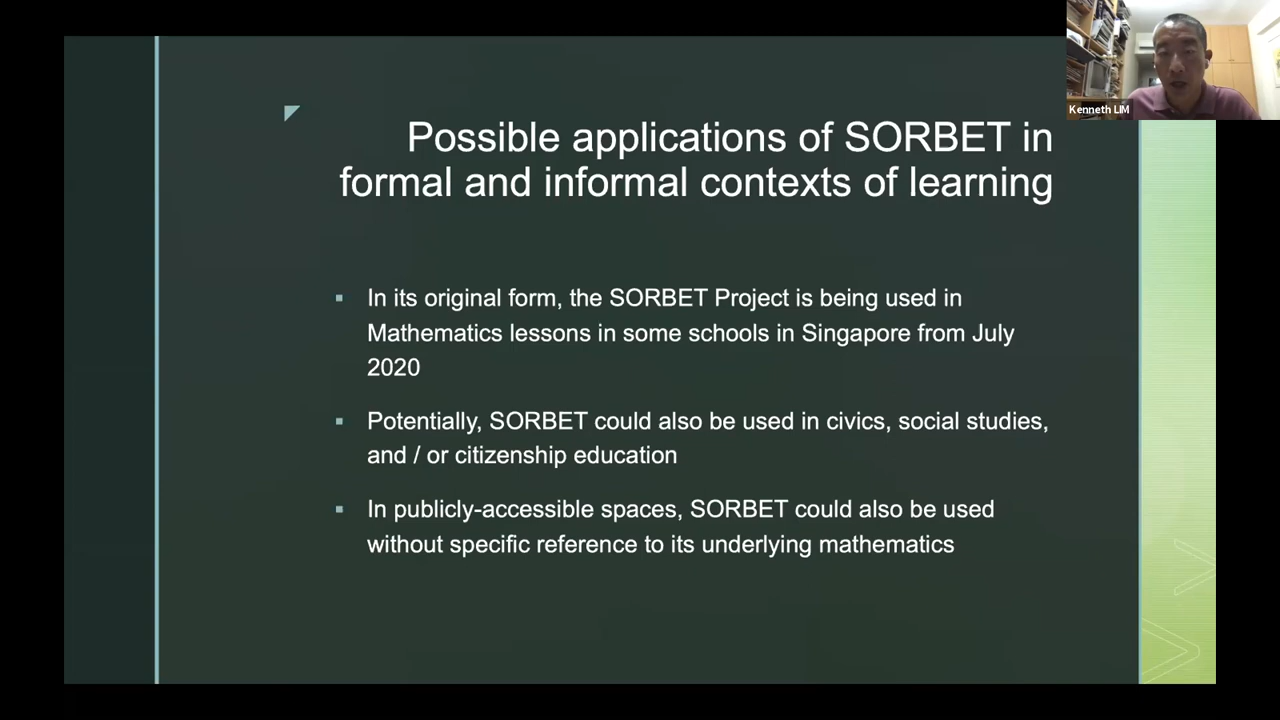 Kenneth LIM
Possible applications of SORBET in
formal and informal contexts of learning
▪ In its original form, the SORBET Project is being used in
Mathematics lessons in some schools in Singapore from July
2020
▪ Potentially, SORBET could also be used in civics, social studies,
and / or citizenship education
▪ In publicly-accessible spaces, SORBET could also be used
without specific reference to its underlying mathematics